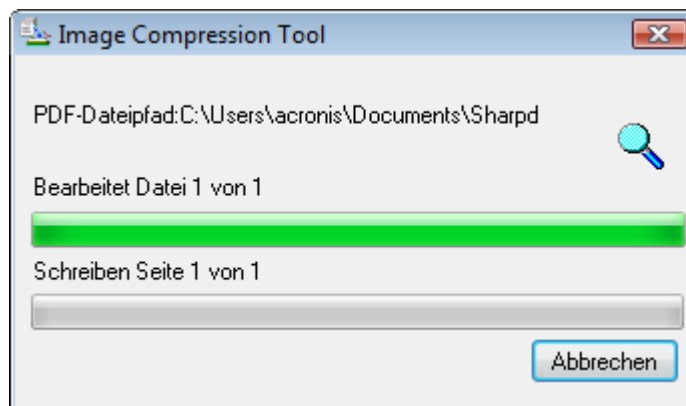 Image Compression Tool
PDF-Dateipfad:C:\Users\acronis\Documents\Sharpd
Bearbeitet Datei 1 von 1
Schreiben Seite 1 von 1
Abbrechen